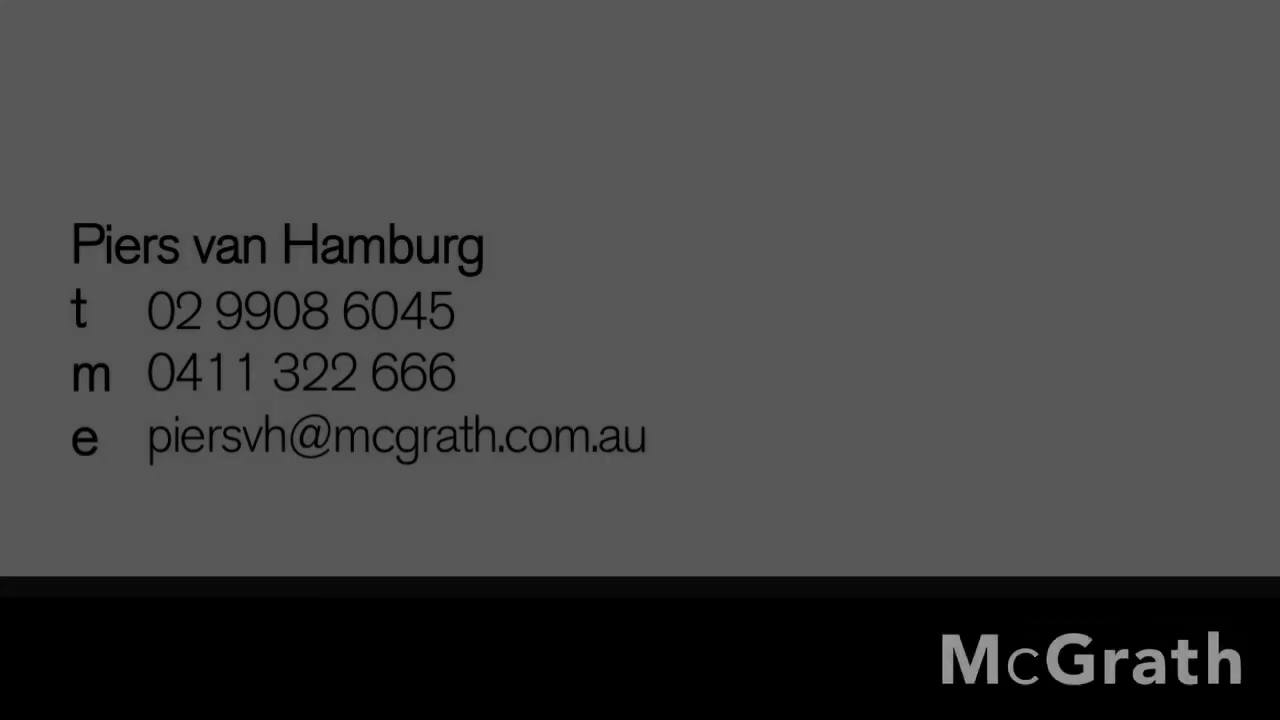 Piers van Hamburg
t 02 9908 6045
m 0411 322 666
e piersvh@mcgrath.com.au
McGrath